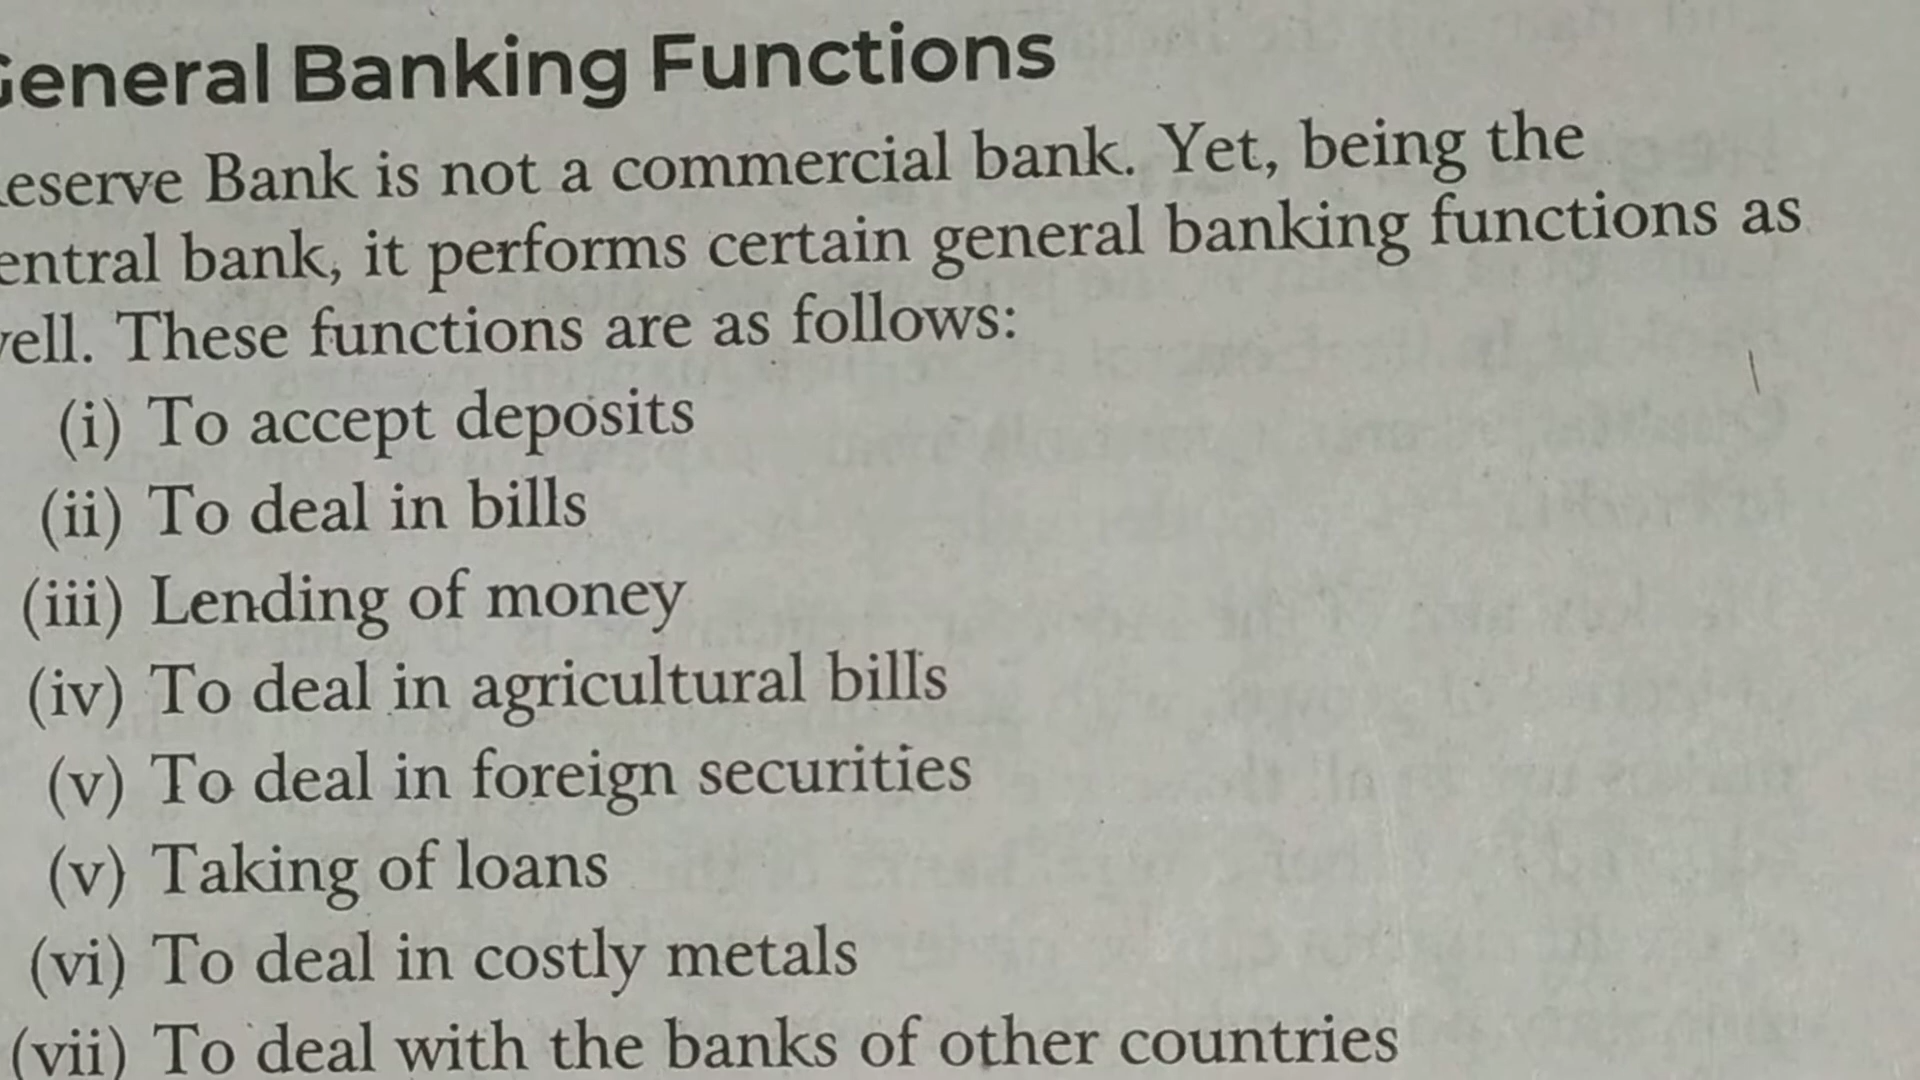 General Banking Functions
Reserve Bank is not a commercial bank. Yet, being the
entral bank, it performs certain general banking functions as
well. These functions are as follows:
(i) To accept deposits
(ii) To deal in bills
(iii) Lending of money
(iv) To deal in agricultural bills
(v) To deal in foreign securities
(v) Taking of loans
(vi) To deal in costly metals
(vii) To deal with the banks of other countries